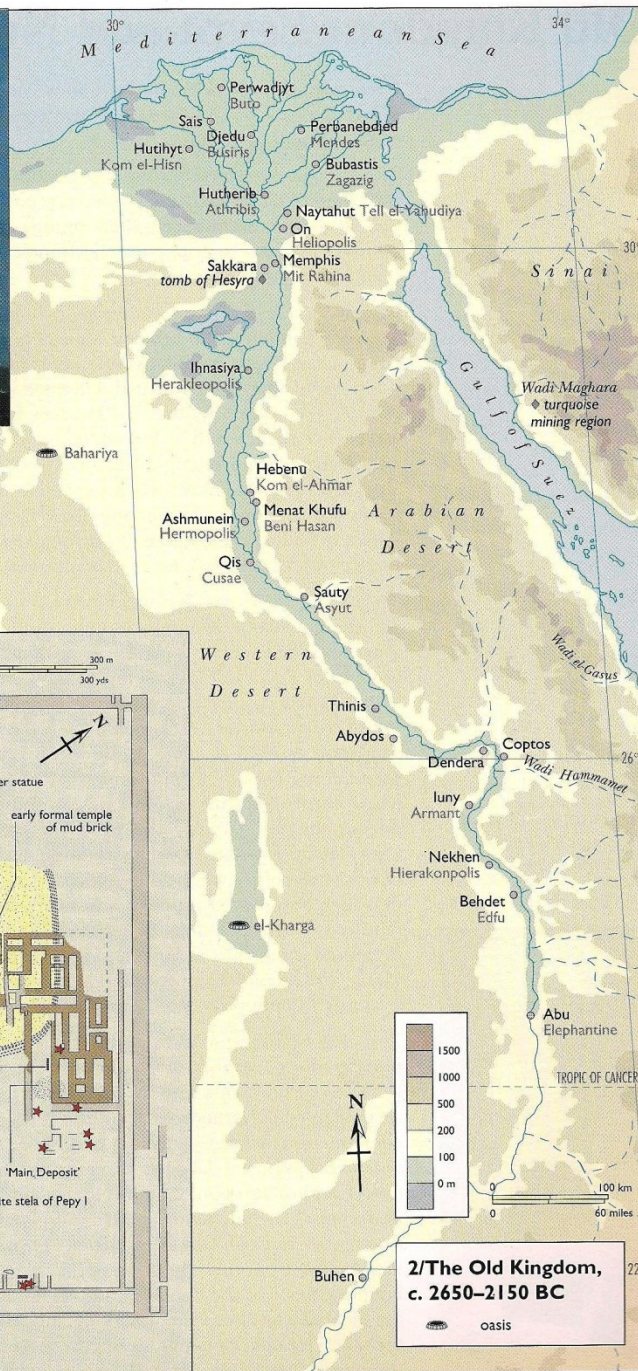 30°
34°
Mediterranean Sea
Perwadjyt
Buto
Sais
Djedu
Busiris
Perbanebdjed
Mendes
Hutihyt
Kom el-Hisn
Bubastis
Zagazig
Hutherib
Athribis
Naytahut Tell el-Yahudiya
On
Heliopolis
30°
Sakkara
tomb of Hesyra
Memphis
Mit Rahina
Sinai
Ihnasiya
Herakleopolis
Gulf of Suez
Wadi Maghara
turquoise
mining region
Bahariya
Hebenu
Kom el-Ahmar
Menat Khufu
Beni Hasan
Ashmunein
Hermopolis
Arabian
Desert
Qis
Cusae
Sauty
Asyut
Western
Desert
Wadi el-Gasus
Thinis
Abydos
Dendera
Coptos
26°
Wadi Hammamet
Iuny
Armant
Nekhen
Hierakonpolis
Behdet
Edfu
el-Kharga
Abu
Elephantine
TROPIC OF CANCER
1500
1000
500
200
100
0 m
N
0
100 km
0
60 miles
Buhen
22
2/The Old Kingdom,
c. 2650–2150 BC
oasis
300 m
300 yds
N
er statue
early formal temple
of mud brick
'Main Deposit'
ite stela of Pepy I